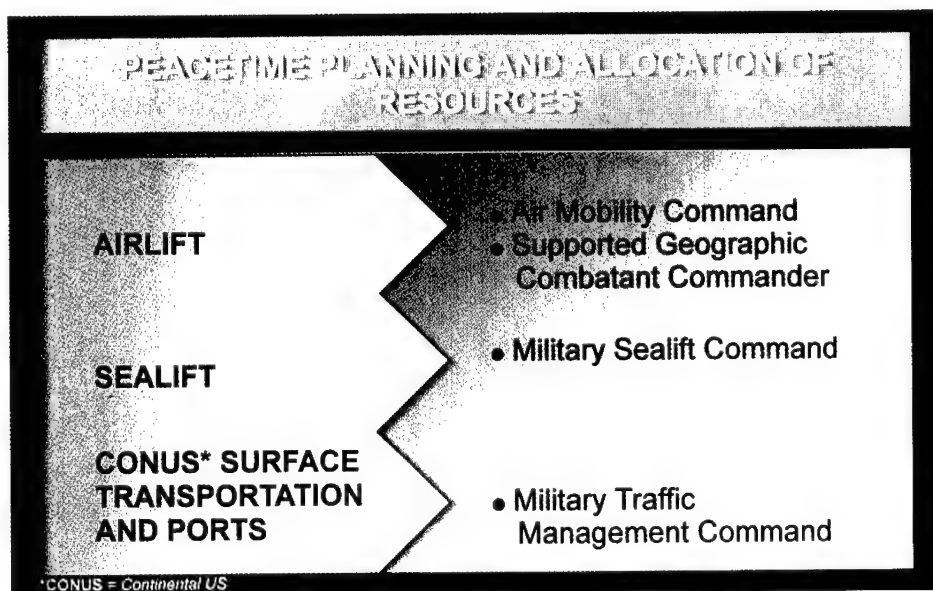 PEACETIME PLANNING AND ALLOCATION OF
RESOURCES
AIRLIFT
• Air Mobility Command
• Supported Geographic
Combatant Commander
SEALIFT
• Military Sealift Command
CONUS* SURFACE
TRANSPORTATION
AND PORTS
• Military Traffic
Management Command
*CONUS = Continental US